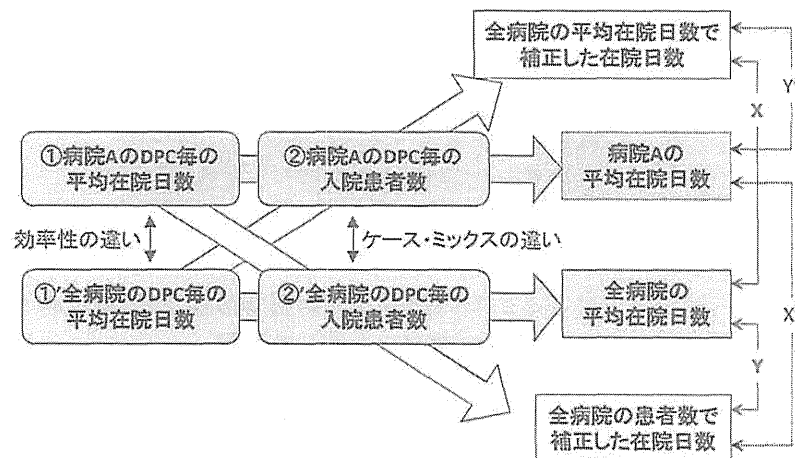 全病院の平均在院日数で
補正した在院日数
Y
X
①病院AのDPC毎の
平均在院日数
②病院AのDPC毎の
入院患者数
病院Aの
平均在院日数
効率性の違い
ケース・ミックスの違い
①'全病院のDPC毎の
平均在院日数
②'全病院のDPC毎の
入院患者数
全病院の
平均在院日数
X
Y
全病院の患者数で
補正した在院日数